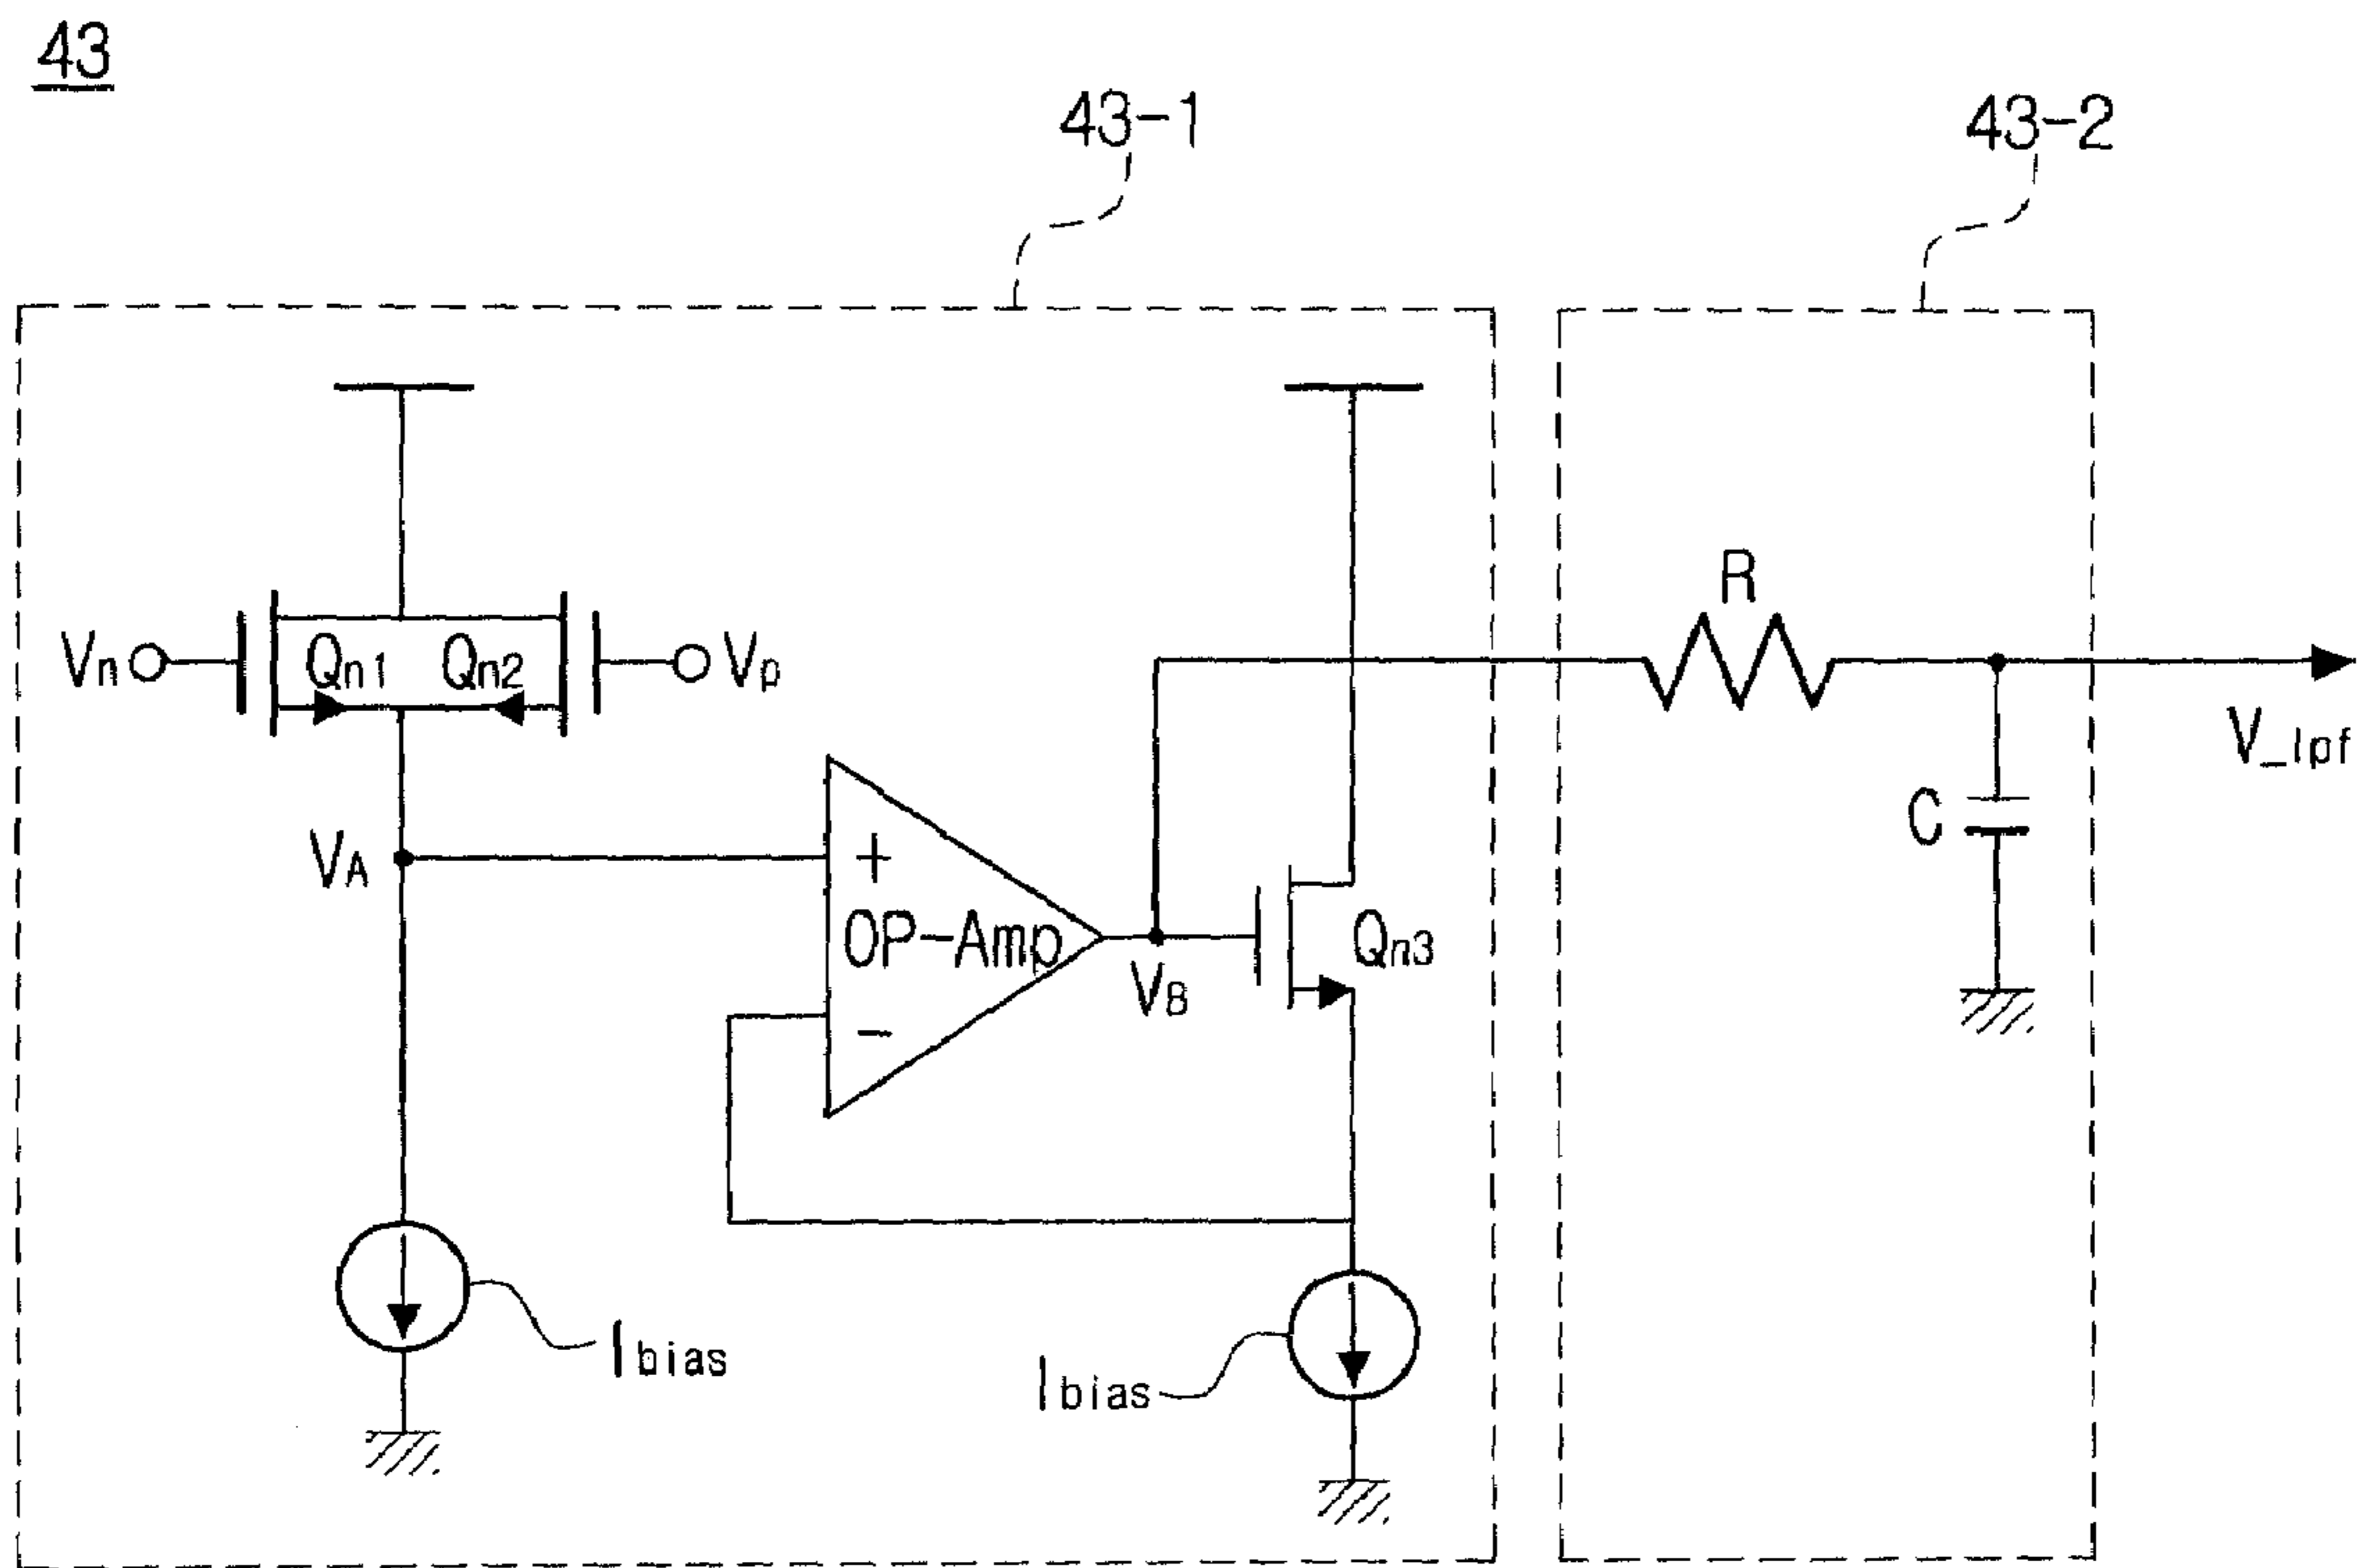 43
43-1
43-2
R
Vn
Qn1
Qn2
Vp
V_lpf
C
VA
+
OP-Amp
-
VB
Qn3
Ibias
Ibias